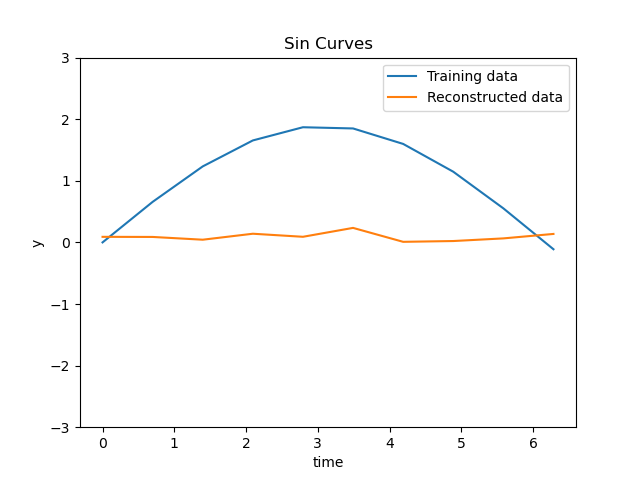 Sin Curves
Training data
Reconstructed data
3
2
1
0
−1
−2
−3
y
0 1 2 3 4 5 6
time